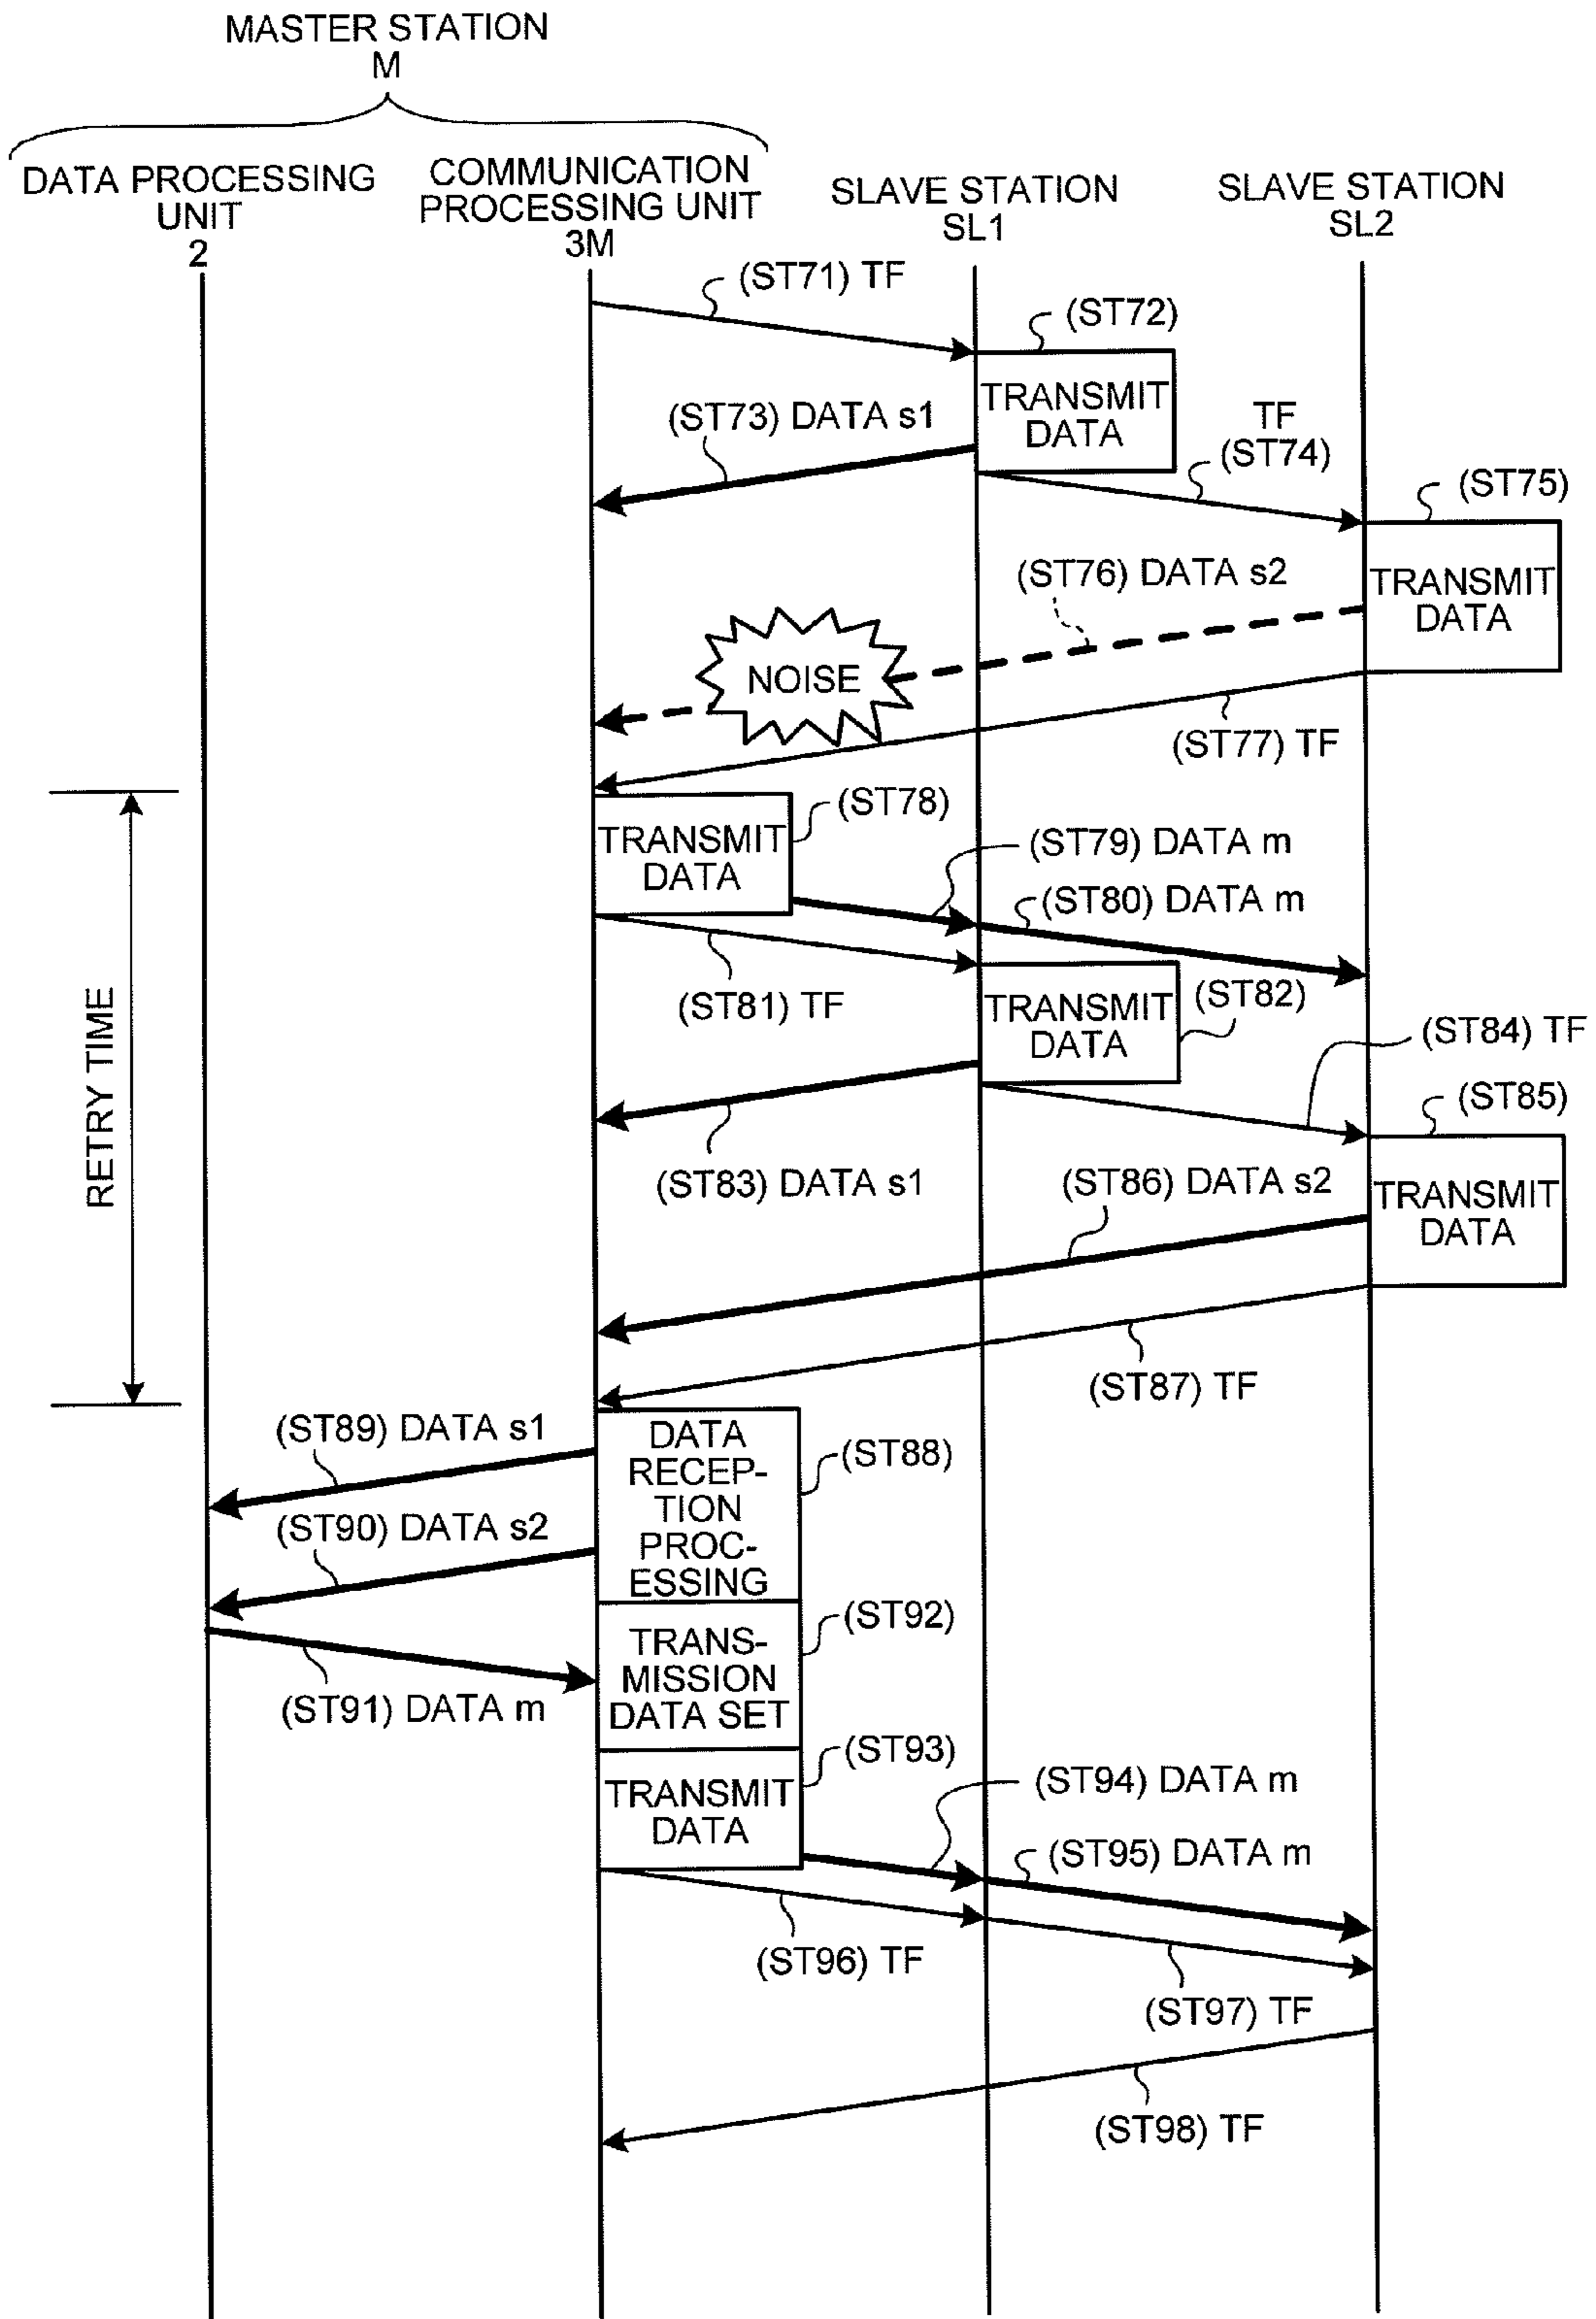 MASTER STATION
M
DATA PROCESSING
UNIT
2
COMMUNICATION
PROCESSING UNIT
3M
SLAVE STATION
SL1
SLAVE STATION
SL2
(ST71) TF
(ST72)
TRANSMIT
DATA
(ST73) DATA s1
TF
(ST74)
(ST75)
TRANSMIT
DATA
(ST76) DATA s2
NOISE
(ST77) TF
RETRY TIME
(ST78)
TRANSMIT
DATA
(ST79) DATA m
(ST80) DATA m
(ST81) TF
TRANSMIT
DATA
(ST82)
(ST84) TF
(ST83) DATA s1
(ST85)
TRANSMIT
DATA
(ST86) DATA s2
(ST87) TF
(ST89) DATA s1
DATA
RECEP-
TION
PROC-
ESSING
(ST88)
(ST90) DATA s2
(ST92)
TRANS-
MISSION
DATA SET
(ST91) DATA m
(ST93)
TRANSMIT
DATA
(ST94) DATA m
(ST95) DATA m
(ST96) TF
(ST97) TF
(ST98) TF